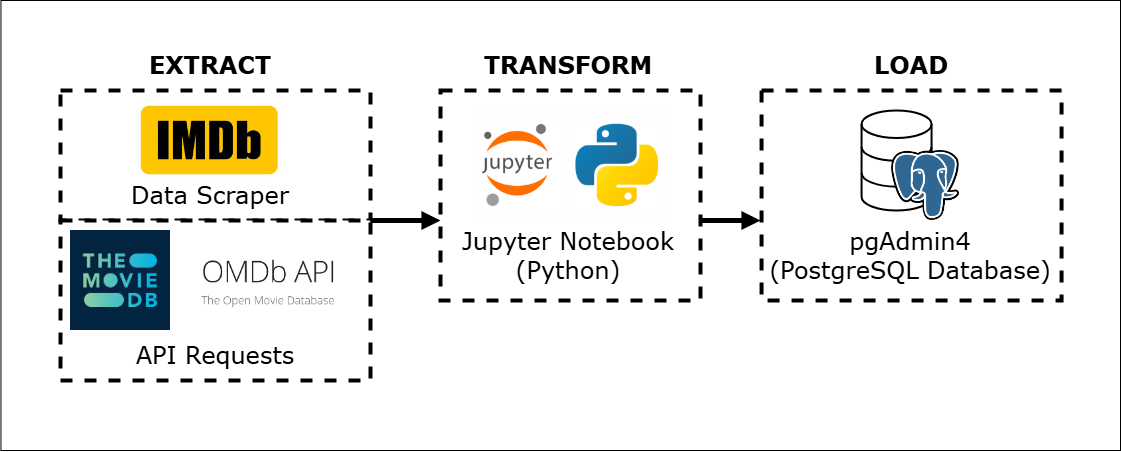 EXTRACT
IMDb
Data Scraper
THE
MOVIE
DB
OMDb API
The Open Movie Database
API Requests
TRANSFORM
jupyter
Jupyter Notebook
(Python)
LOAD
pgAdmin4
(PostgreSQL Database)